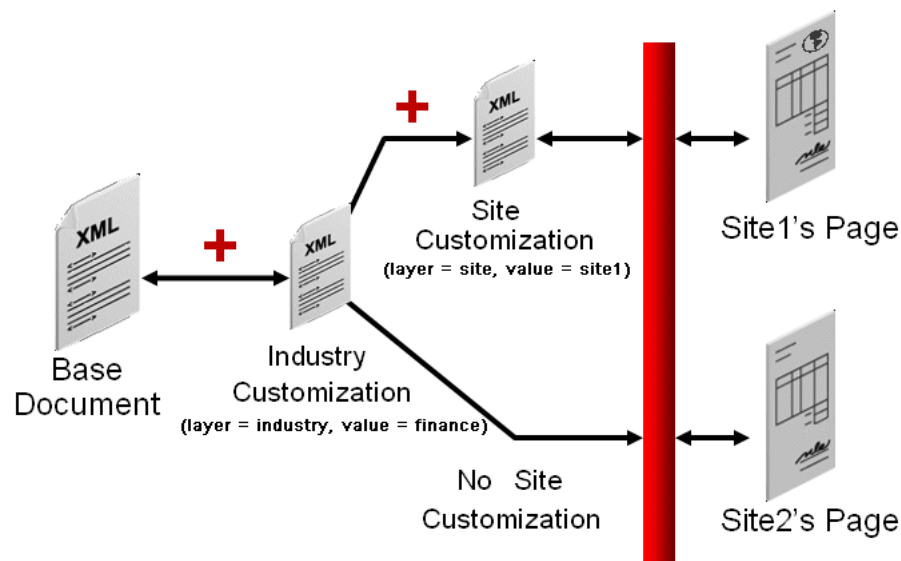 XML
Site
Customization
(layer = site, value = site1)
Site1's Page
XML
Base
Document
XML
Industry
Customization
(layer = industry, value = finance)
No Site
Customization
Site2's Page